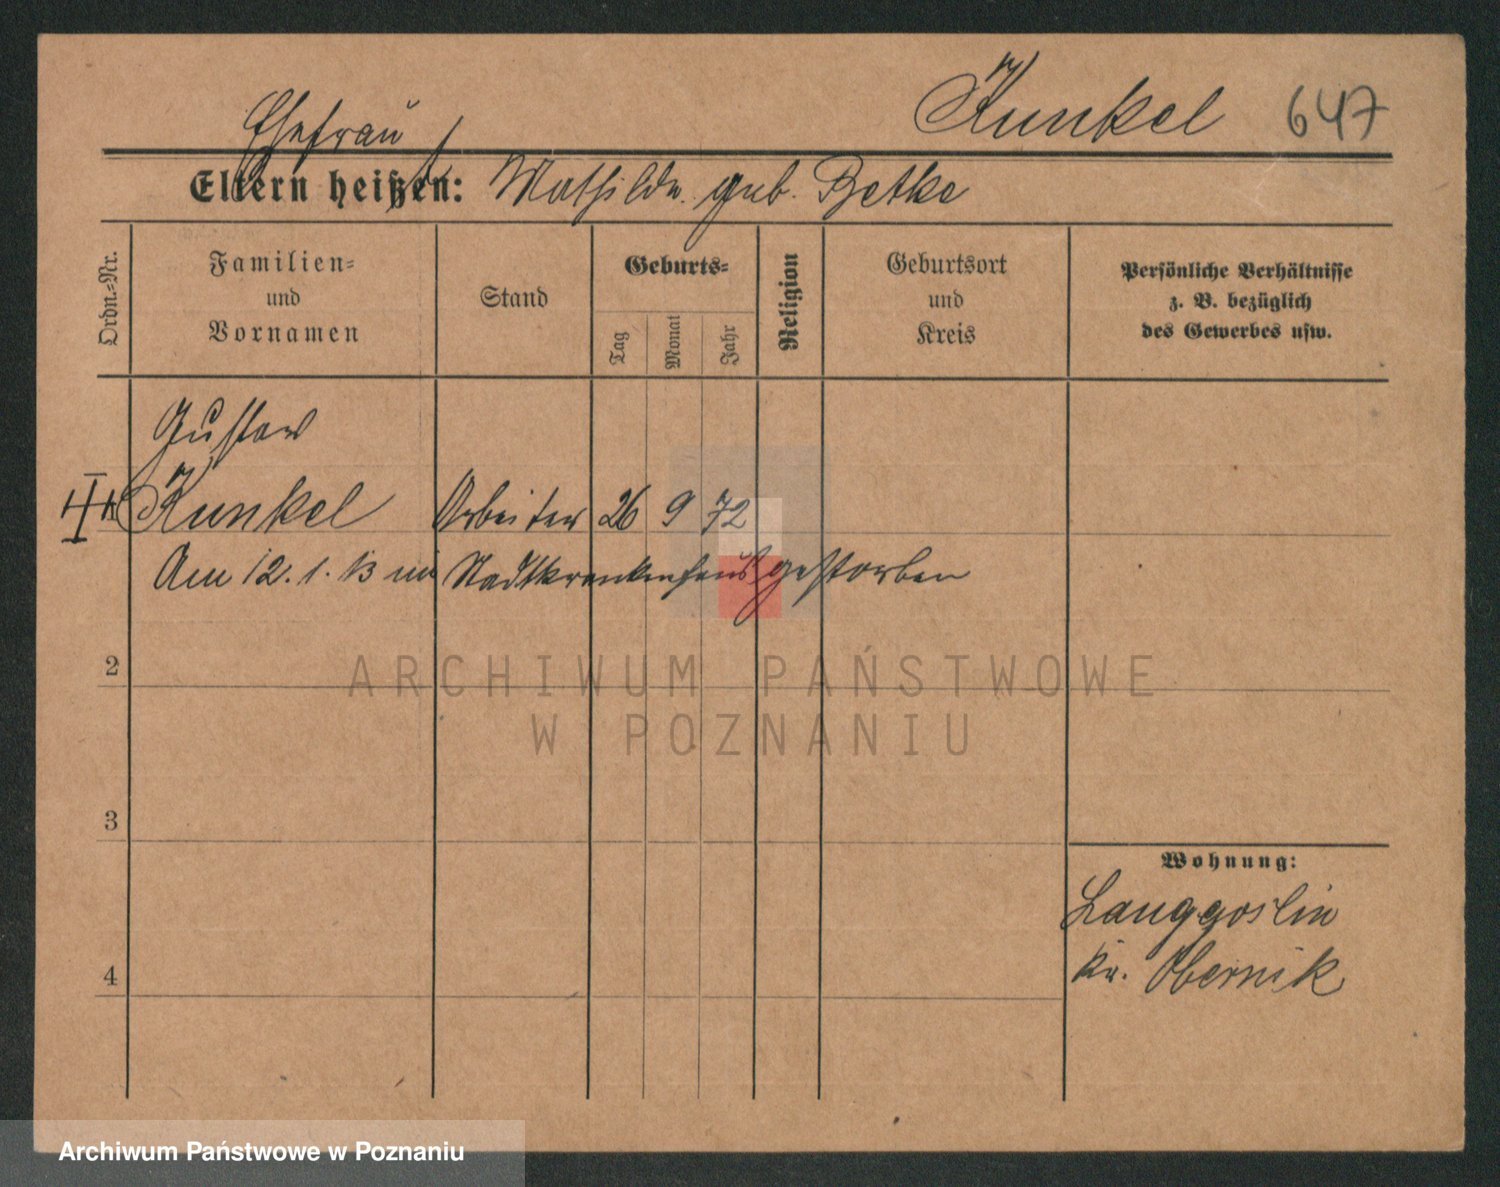 Kunkel 647
Ehefrau
Eltern heißen: Mathilde geb. Betke
Ordn.-Nr.
Familien-
und
Vornamen
Stand
Geburts-
Tag
Monat
Jahr
Religion
Geburtsort
und
Kreis
Persönliche Verhältnisse
z. B. bezüglich
des Gewerbes usw.
Gustav
1 Kunkel Arbeiter 26 9 72
Am 12.1.13 im Stadtkrankenhaus gestorben
2
ARCHIWUM PAŃSTWOWE
W POZNANIU
3
Wohnung:
Langgoslin
Kr. Obernik
4
Archiwum Państwowe w Poznaniu